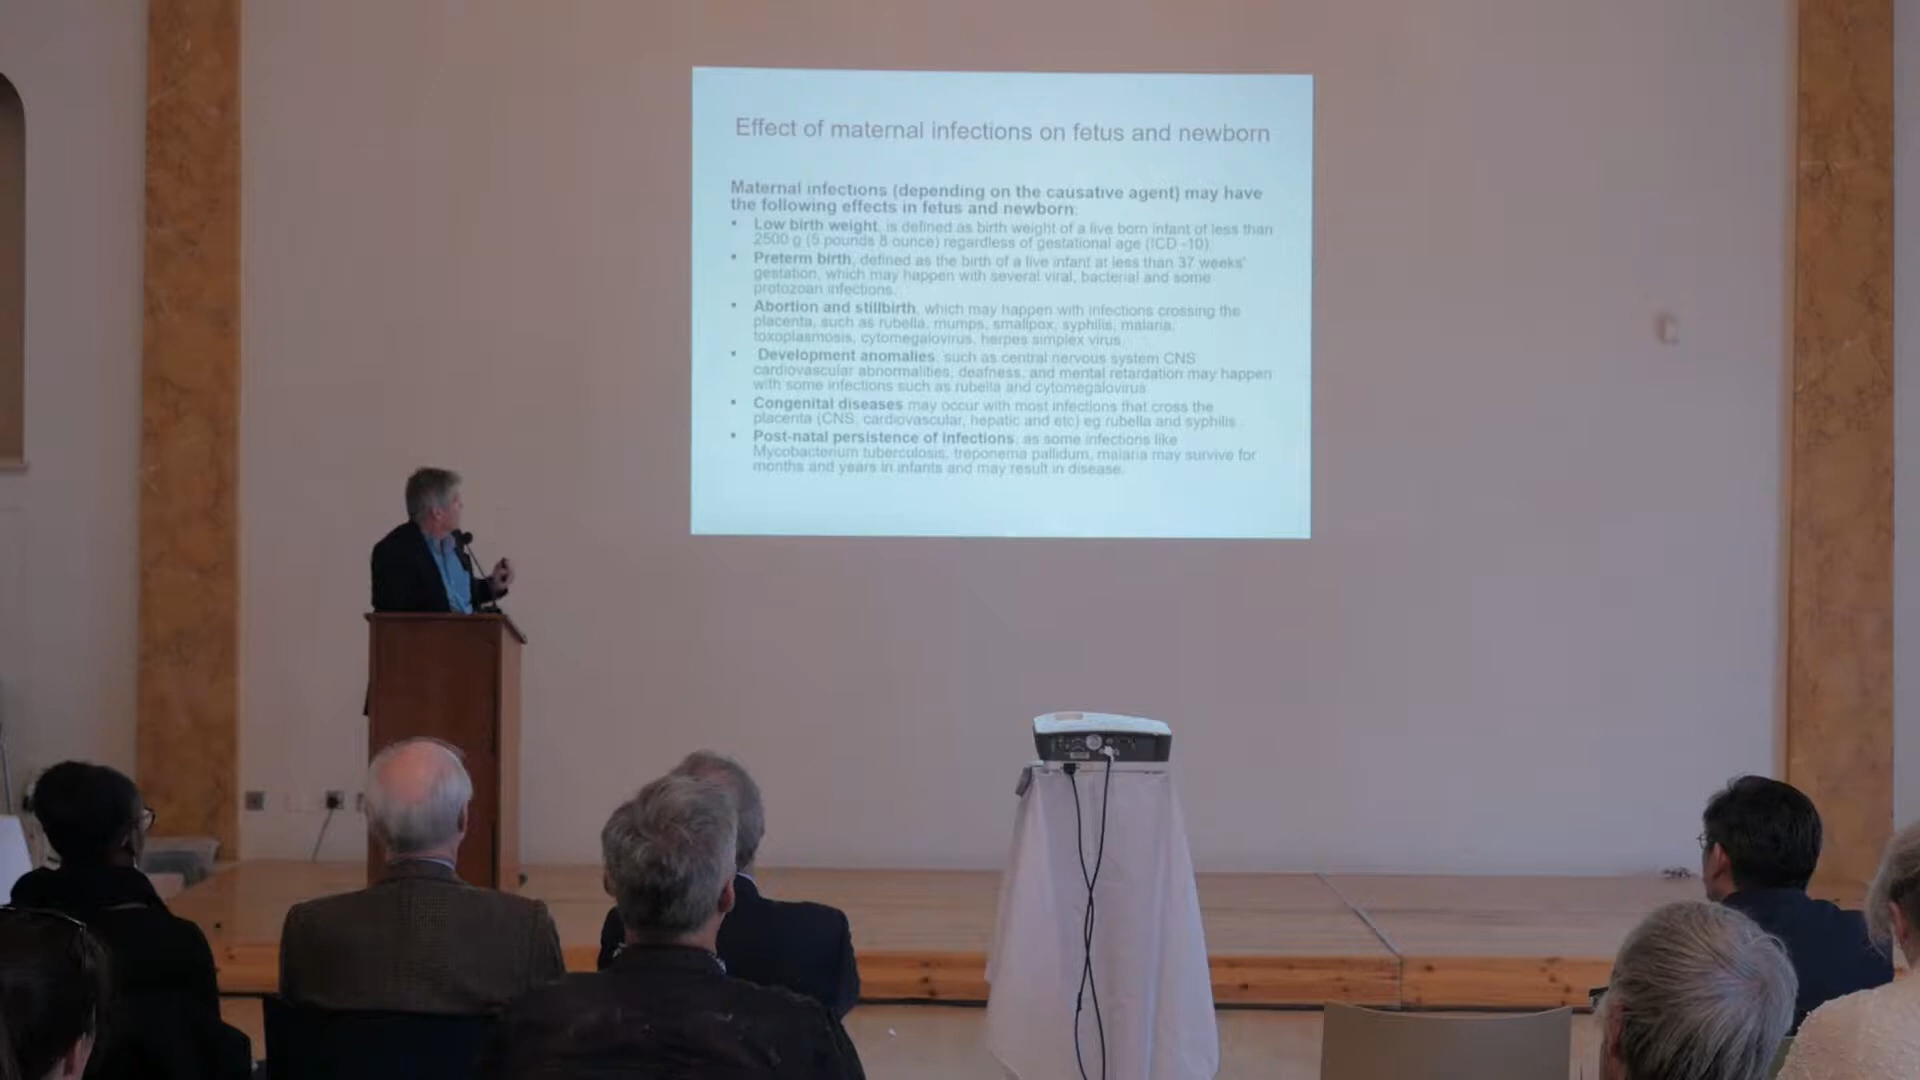 Effect of maternal infections on fetus and newborn
Maternal infections (depending on the causative agent) may have
the following effects in fetus and newborn:
• Low birth weight, is defined as birth weight of a live born infant of less than
2500 g (5 pounds 8 ounce) regardless of gestational age (ICD -10)
• Preterm birth, defined as the birth of a live infant at less than 37 weeks'
gestation, which may happen with several viral, bacterial and some
protozoan infections.
• Abortion and stillbirth, which may happen with infections crossing the
placenta, such as rubella, mumps, smallpox, syphilis, malaria,
toxoplasmosis, cytomegalovirus, herpes simplex virus
• Development anomalies, such as central nervous system CNS
cardiovascular abnormalities, deafness, and mental retardation may happen
with some infections such as rubella and cytomegalovirus
• Congenital diseases may occur with most infections that cross the
placenta (CNS, cardiovascular, hepatic and etc) eg rubella and syphilis .
• Post-natal persistence of infections, as some infections like
Mycobacterium tuberculosis, treponema pallidum, malaria may survive for
months and years in infants and may result in disease.